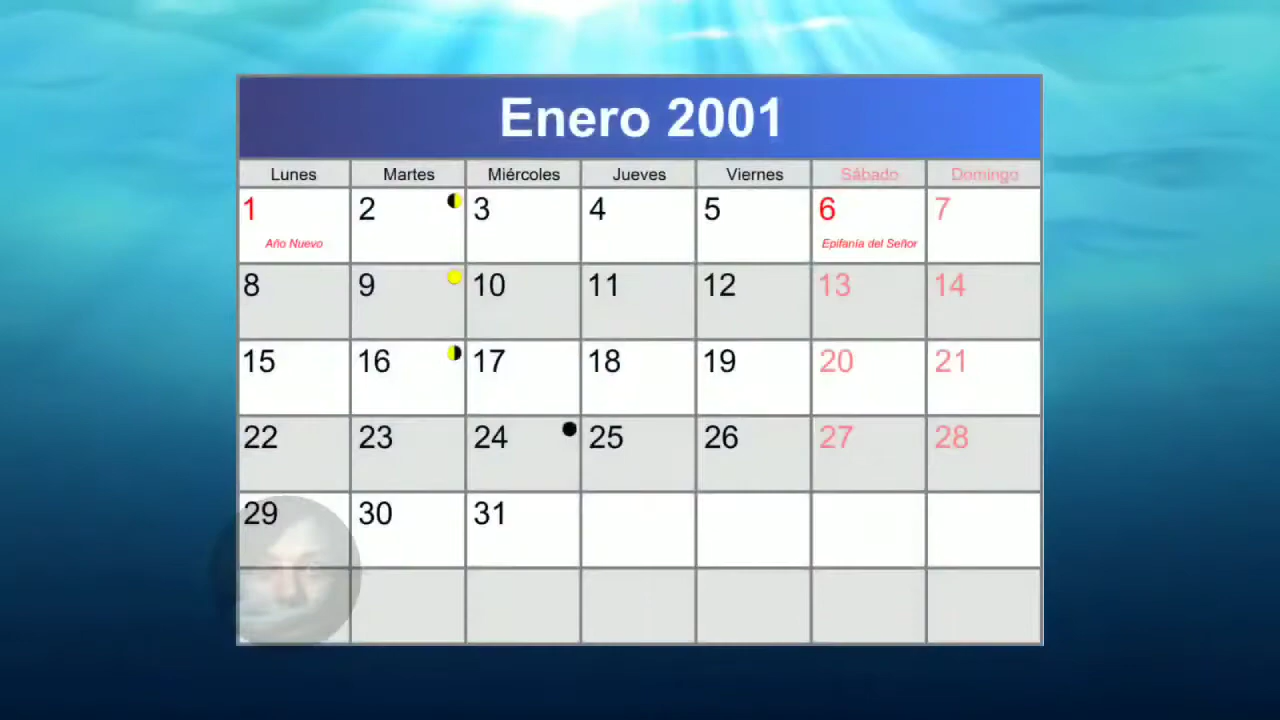 Enero 2001
Lunes Martes Miércoles Jueves Viernes Sábado Domingo
1 2 3 4 5 6 7
Año Nuevo Epifanía del Señor
8 9 10 11 12 13 14
15 16 17 18 19 20 21
22 23 24 25 26 27 28
29 30 31